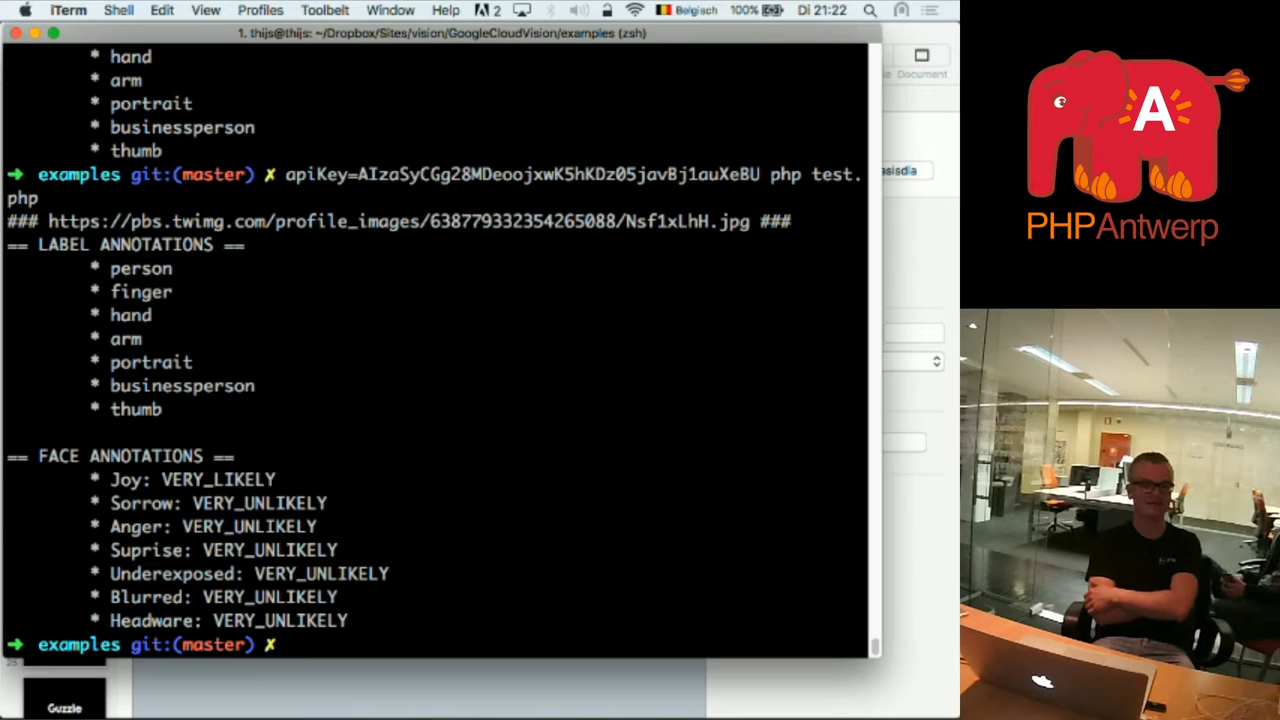 iTerm Shell Edit View Profiles Toolbelt Window Help 2 Belgisch 100% Di 21:22
1. thijs@thijs: ~/Dropbox/Sites/vision/GoogleCloudVision/examples (zsh)
Document
* hand
* arm
* portrait
* businessperson
* thumb
➜ examples git:(master) ✗ apiKey=AIzaSyCGg28MDeoojxwK5hKDz05javBj1auXeBU php test.
php
### https://pbs.twimg.com/profile_images/638779332354265088/Nsf1xLhH.jpg ###
== LABEL ANNOTATIONS ==
* person
* finger
* hand
* arm
* portrait
* businessperson
* thumb
== FACE ANNOTATIONS ==
* Joy: VERY_LIKELY
* Sorrow: VERY_UNLIKELY
* Anger: VERY_UNLIKELY
* Suprise: VERY_UNLIKELY
* Underexposed: VERY_UNLIKELY
* Blurred: VERY_UNLIKELY
* Headware: VERY_UNLIKELY
➜ examples git:(master) ✗
Guzzle
A
PHPAntwerp